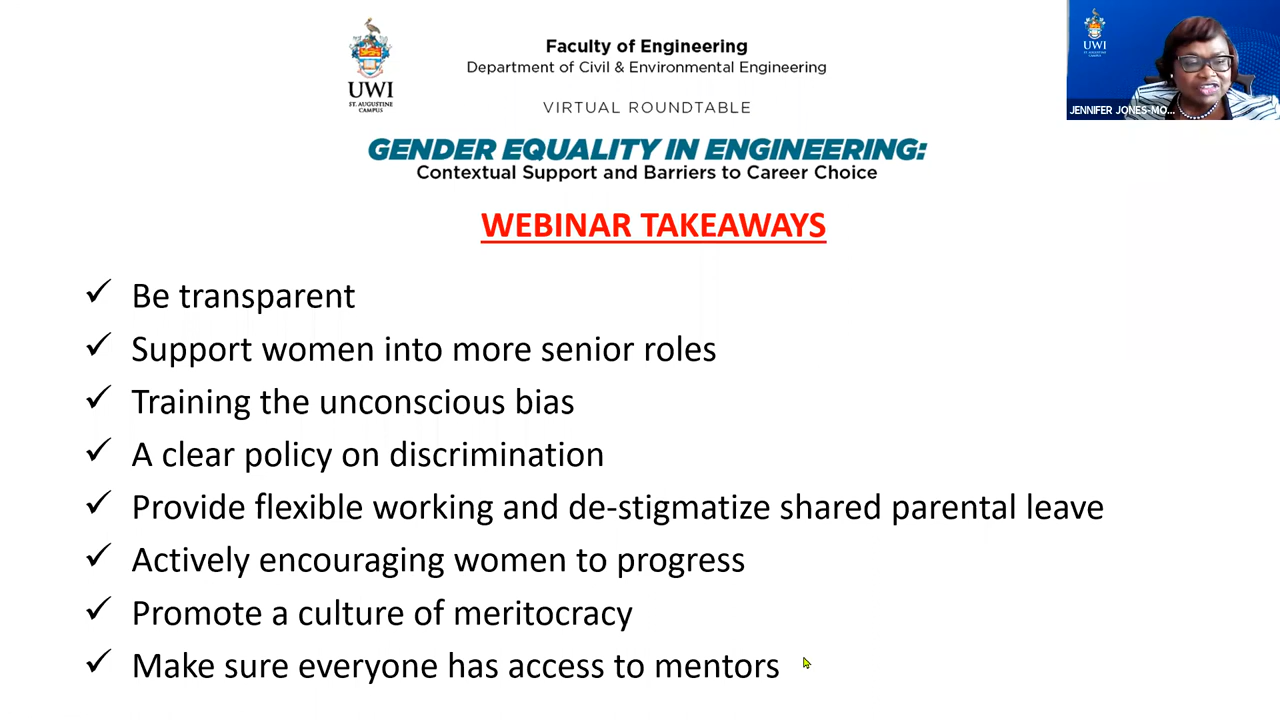 UWI
ST. AUGUSTINE
CAMPUS
Faculty of Engineering
Department of Civil & Environmental Engineering
VIRTUAL ROUNDTABLE
GENDER EQUALITY IN ENGINEERING:
Contextual Support and Barriers to Career Choice
UWI
ST. AUGUSTINE
CAMPUS
JENNIFER JONES-MO...
WEBINAR TAKEAWAYS
✓ Be transparent
✓ Support women into more senior roles
✓ Training the unconscious bias
✓ A clear policy on discrimination
✓ Provide flexible working and de-stigmatize shared parental leave
✓ Actively encouraging women to progress
✓ Promote a culture of meritocracy
✓ Make sure everyone has access to mentors